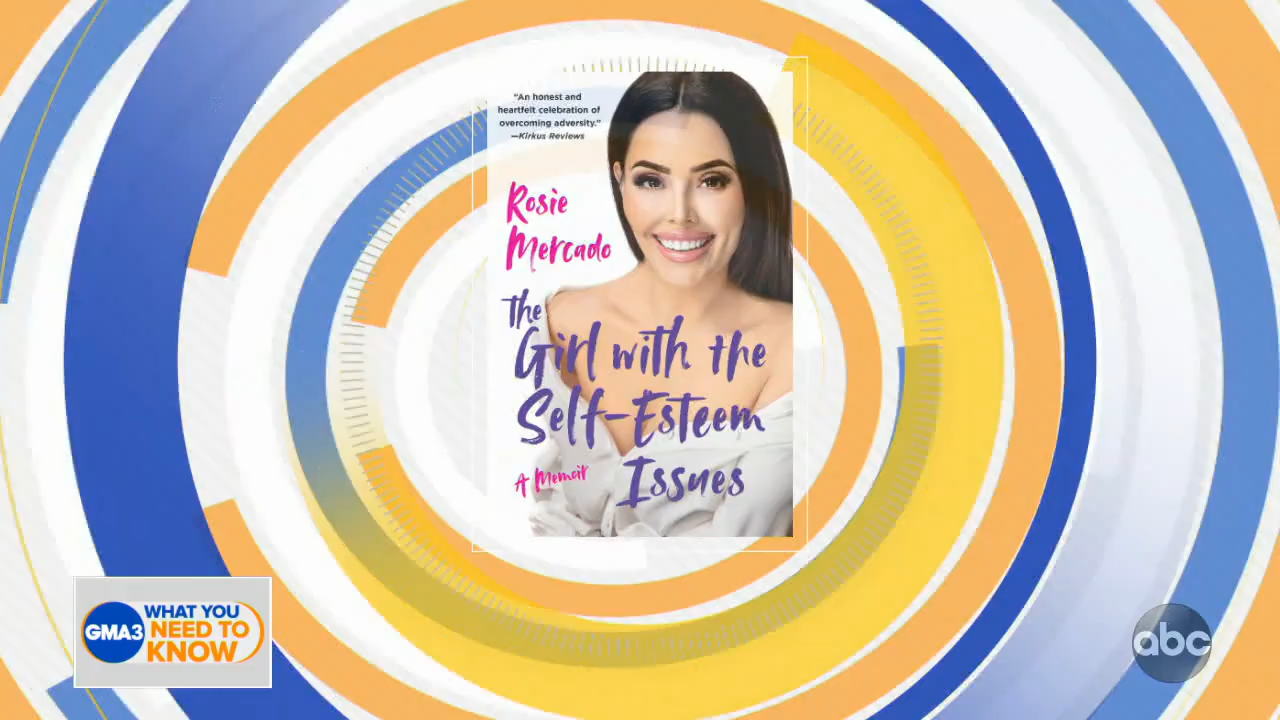 “An honest and
heartfelt celebration of
overcoming adversity.”
—Kirkus Reviews
Rosie
Mercado
The
Girl with the
Self-Esteem
Issues
A Memoir
GMA3
WHAT YOU
NEED TO
KNOW
abc